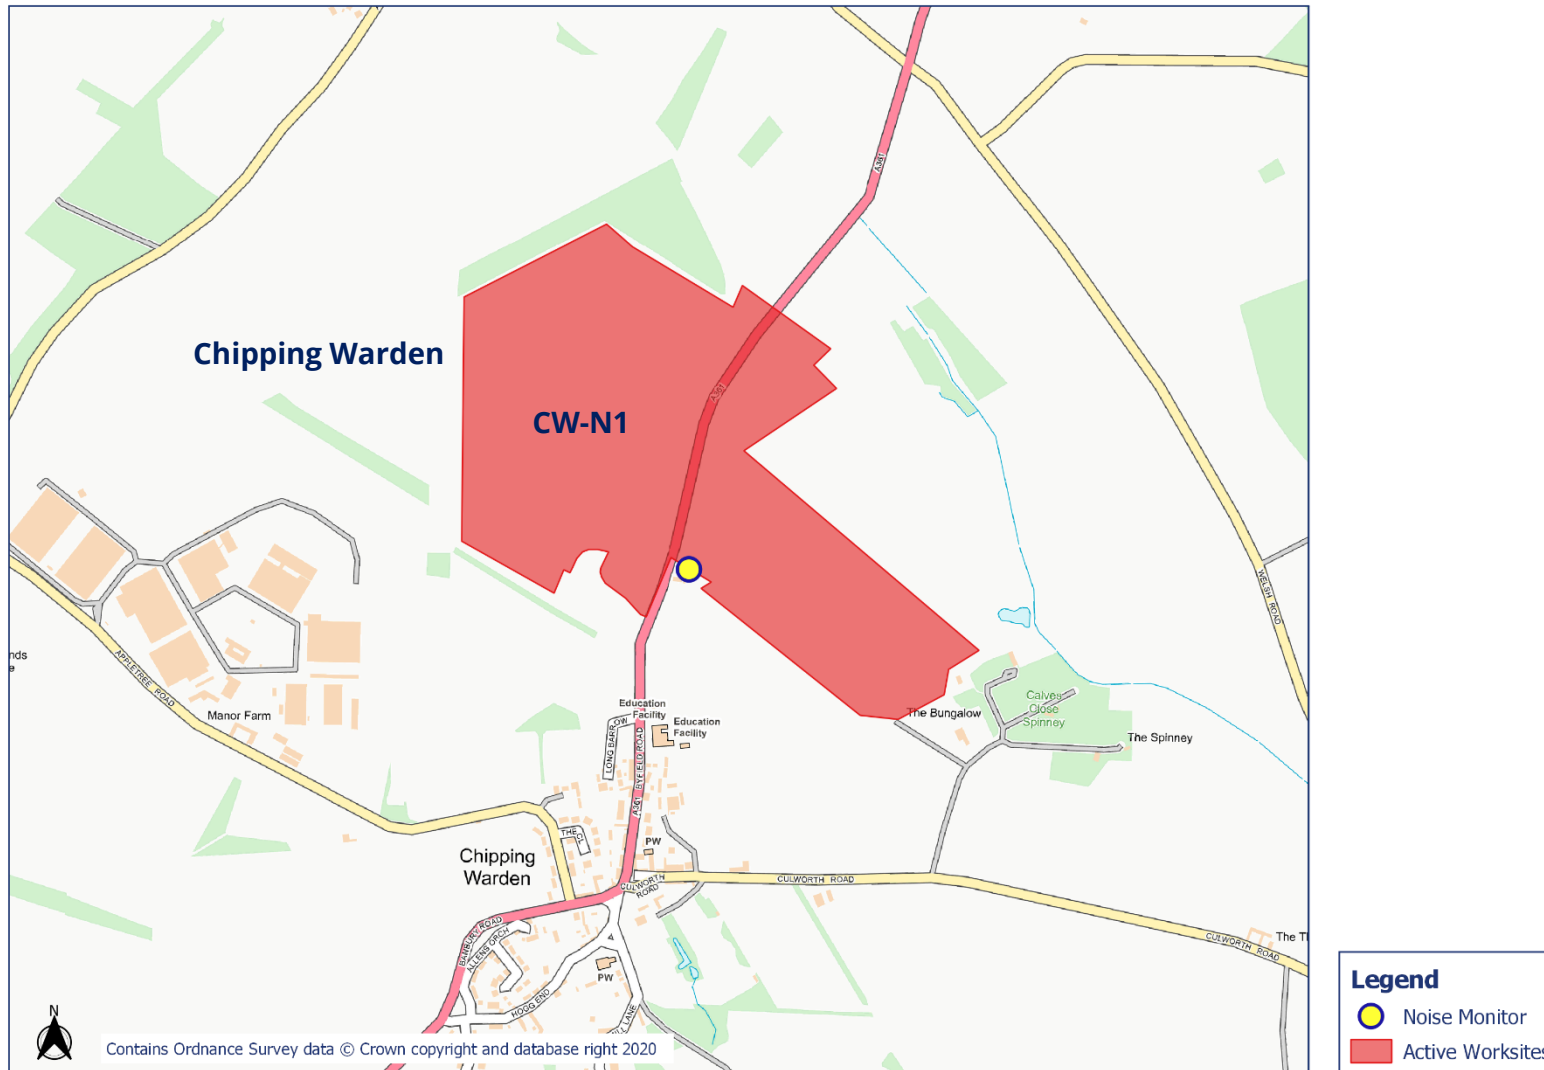 A361
Chipping Warden
A361
CW-N1
WELSH ROAD
nds
e
APPLETREE ROAD
Manor Farm
Education
Facility
Education
Facility
LONG BARROW
A361 BYFIELD ROAD
The Bungalow
Calves
Close
Spinney
The Spinney
THE CL
PW
Chipping
Warden
CULWORTH
ROAD
CULWORTH ROAD
CULWORTH ROAD
The Th
BANBURY ROAD
ALLENS ORCH
PW
HOGG END
LANE
N
Contains Ordnance Survey data © Crown copyright and database right 2020
Legend
Noise Monitor
Active Worksites